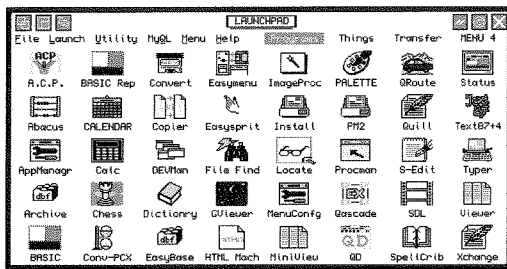 LAUNCHPAD
File Launch Utility MyQL Menu Help Things Transfer MENU 4
ACP
A.C.P. BASIC Rep Convert Easymenu ImageProc PALETTE QRoute Status
Abacus CALENDAR Copier Easysprit Install PM2 Quill Text87+4
AppManagr Calc DEVMan File Find Locate Procman S-Edit Typer
dbf
Archive Chess Dictionry GViewer MenuConfg Qascade SDL Viewer
dbf QD
BASIC Conv-PCX EasyBase HTML Mach MiniView QD SpellCrib Xchange